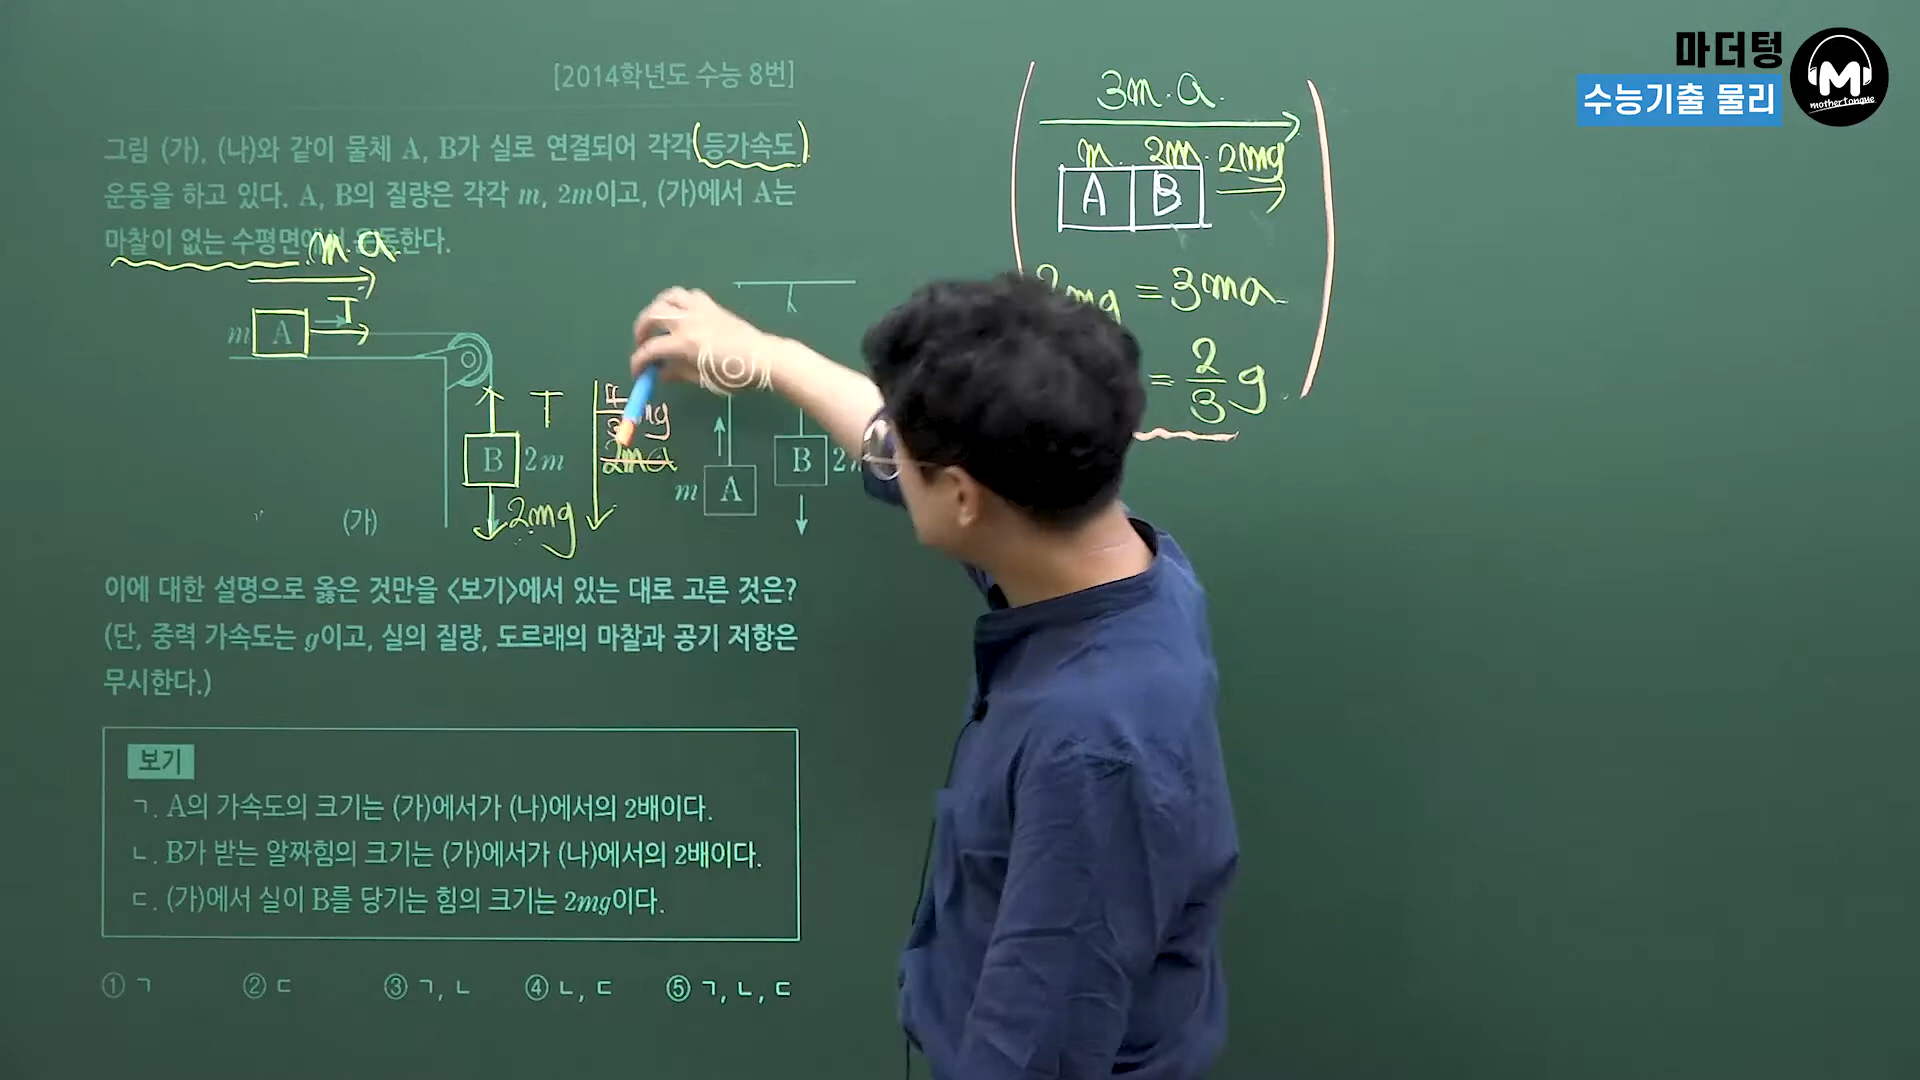 마더텅
수능기출 물리
M
mothertongue
[2014학년도 수능 8번]
그림 (가), (나)와 같이 물체 A, B가 실로 연결되어 각각 등가속도
운동을 하고 있다. A, B의 질량은 각각 m, 2m이고, (가)에서 A는
마찰이 없는 수평면에서 운동한다.
m.a
T
m A
T
B 2m
2mg
mg
2ma
(가)
m A
B
3m.a
m 2m 2mg
A B
2mg = 3ma
= 2/3 g
이에 대한 설명으로 옳은 것만을 <보기>에서 있는 대로 고른 것은?
(단, 중력 가속도는 g이고, 실의 질량, 도르래의 마찰과 공기 저항은
무시한다.)
보기
ㄱ. A의 가속도의 크기는 (가)에서가 (나)에서의 2배이다.
ㄴ. B가 받는 알짜힘의 크기는 (가)에서가 (나)에서의 2배이다.
ㄷ. (가)에서 실이 B를 당기는 힘의 크기는 2mg이다.
① ㄱ ② ㄷ ③ ㄱ, ㄴ ④ ㄴ, ㄷ ⑤ ㄱ, ㄴ, ㄷ